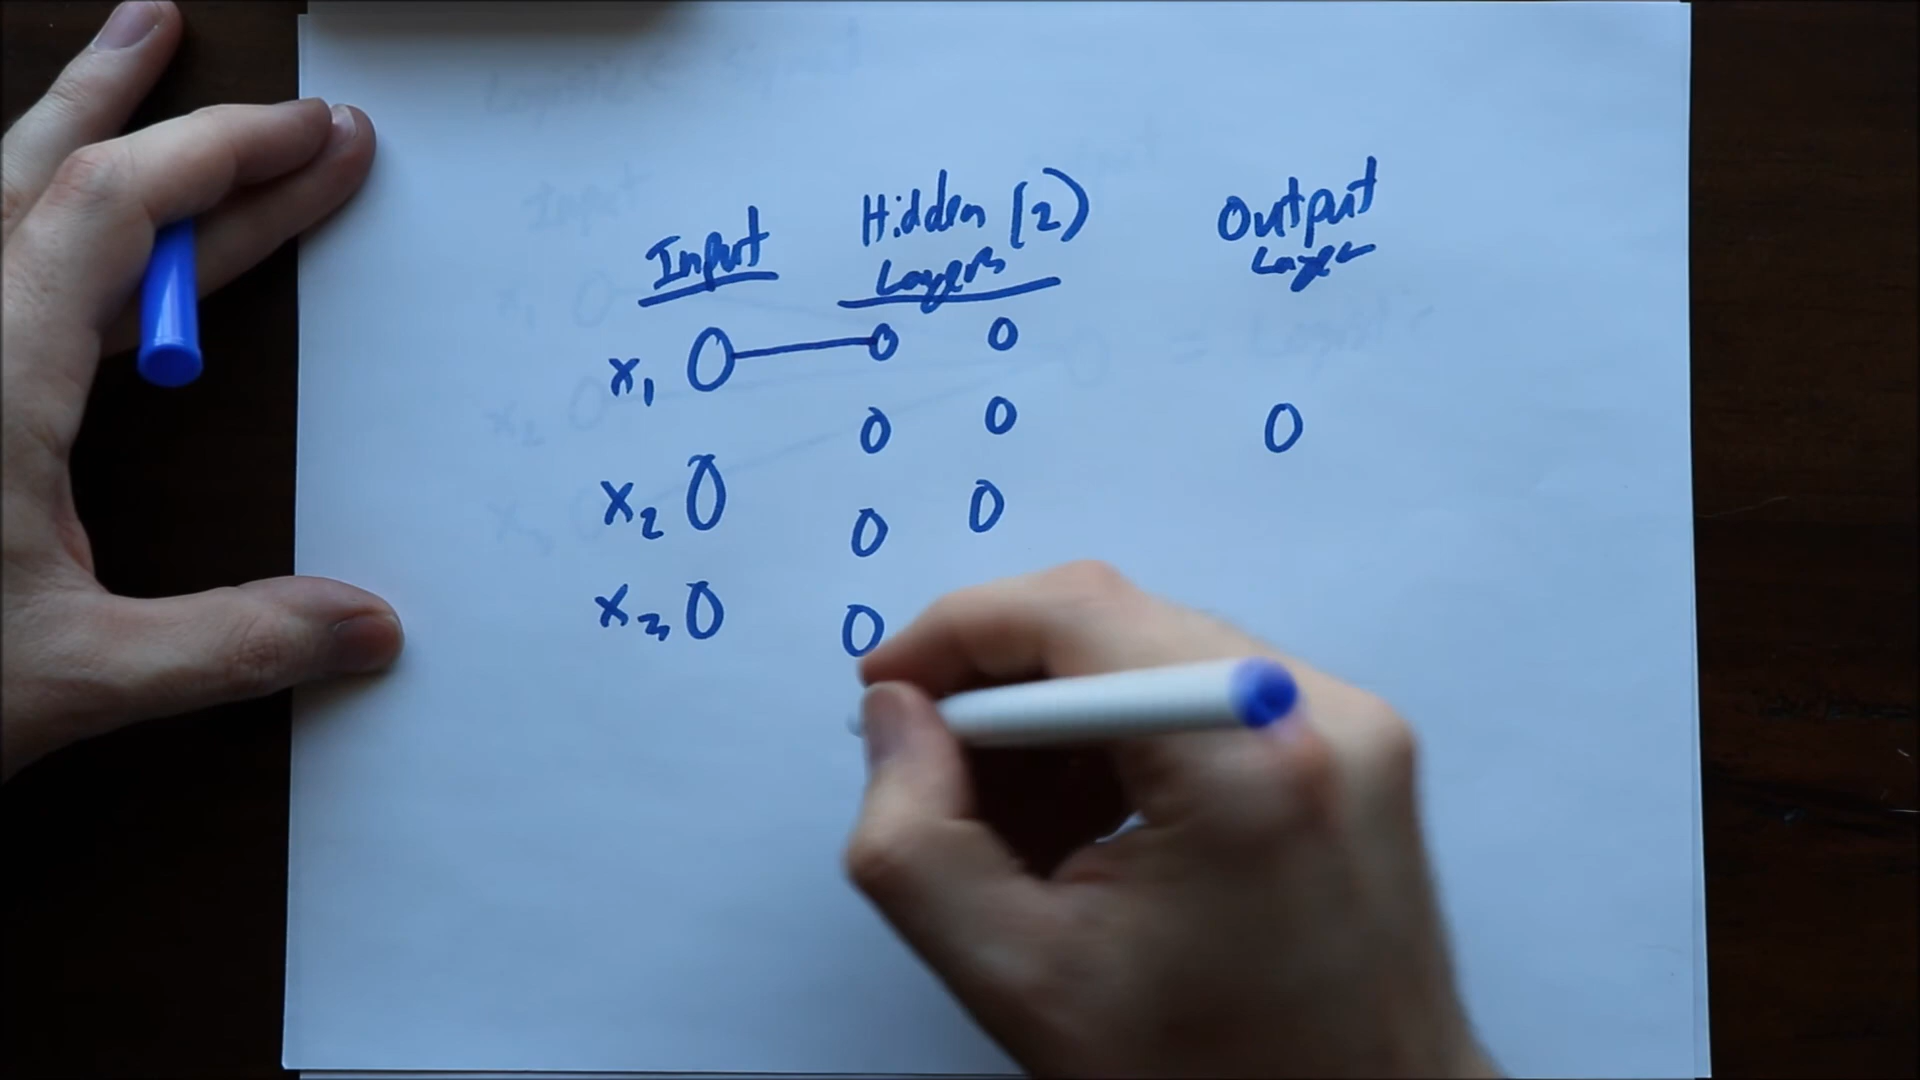 Input
Hidden (2)
Layers
Output
Layer
x1
x2
x3